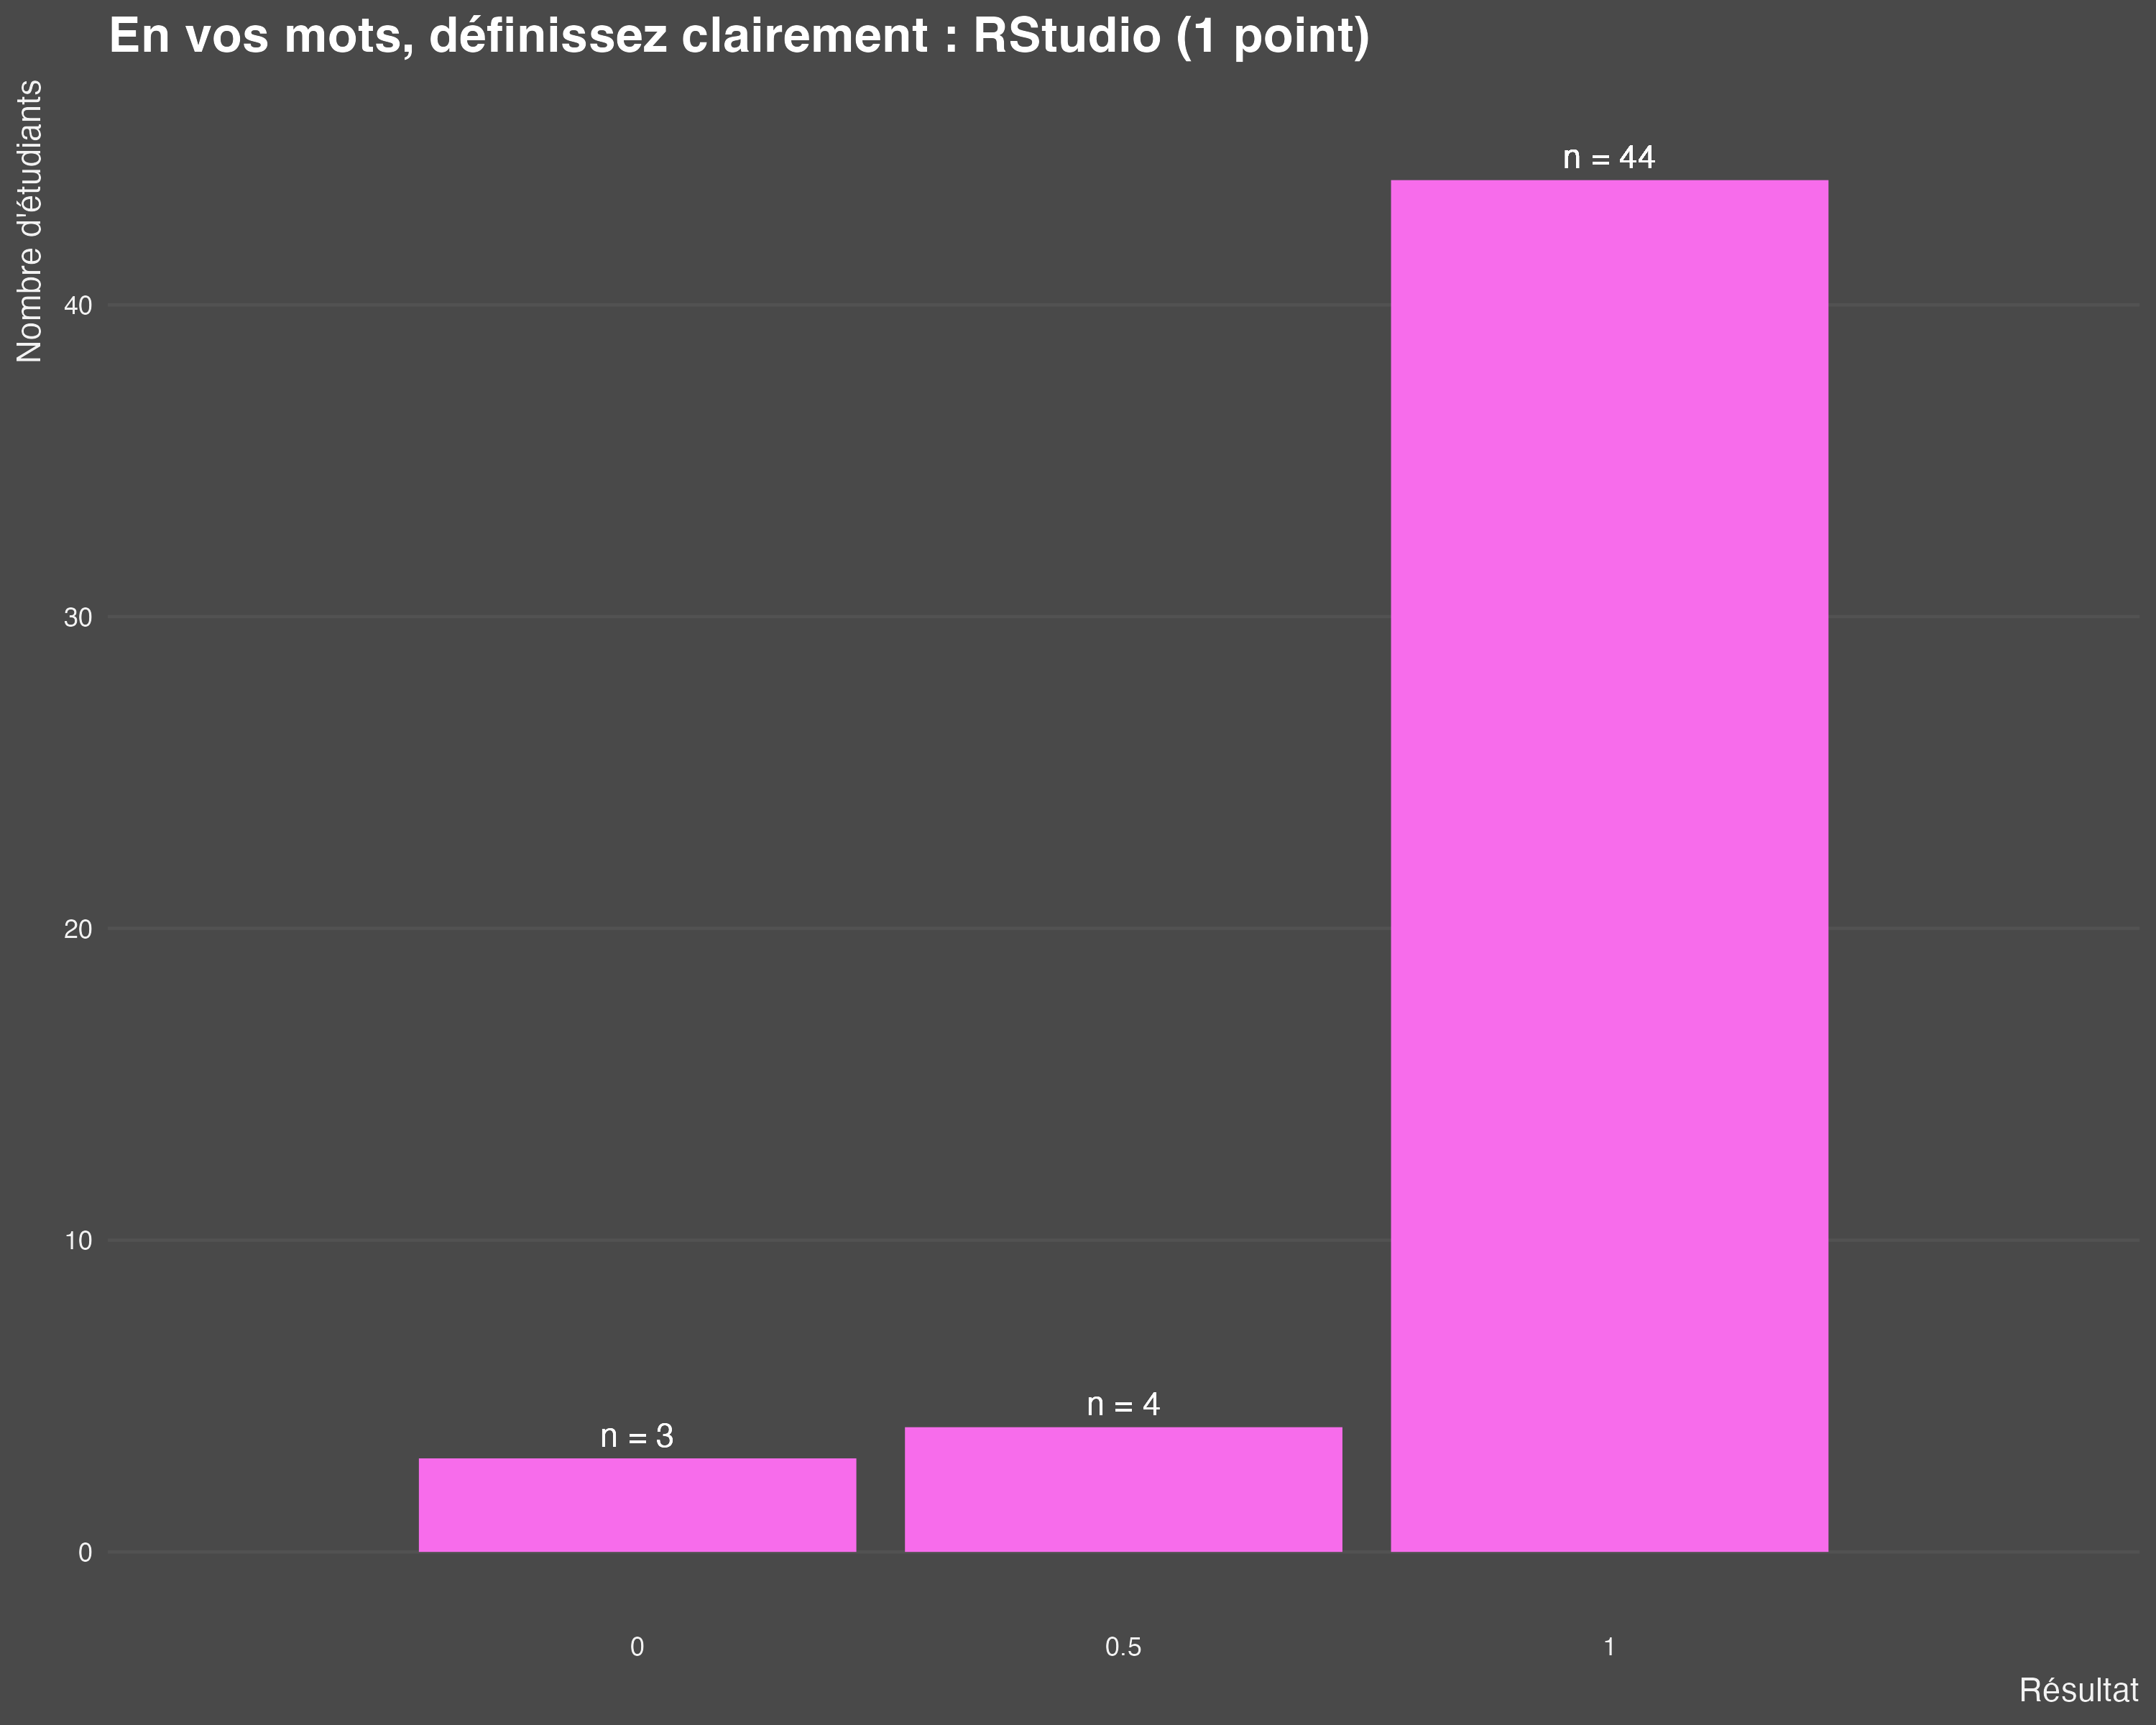 En vos mots, définissez clairement : RStudio (1 point)
Nombre d'étudiants
n = 44
40
30
20
10
n = 4
n = 3
0
0
0.5
1
Résultat